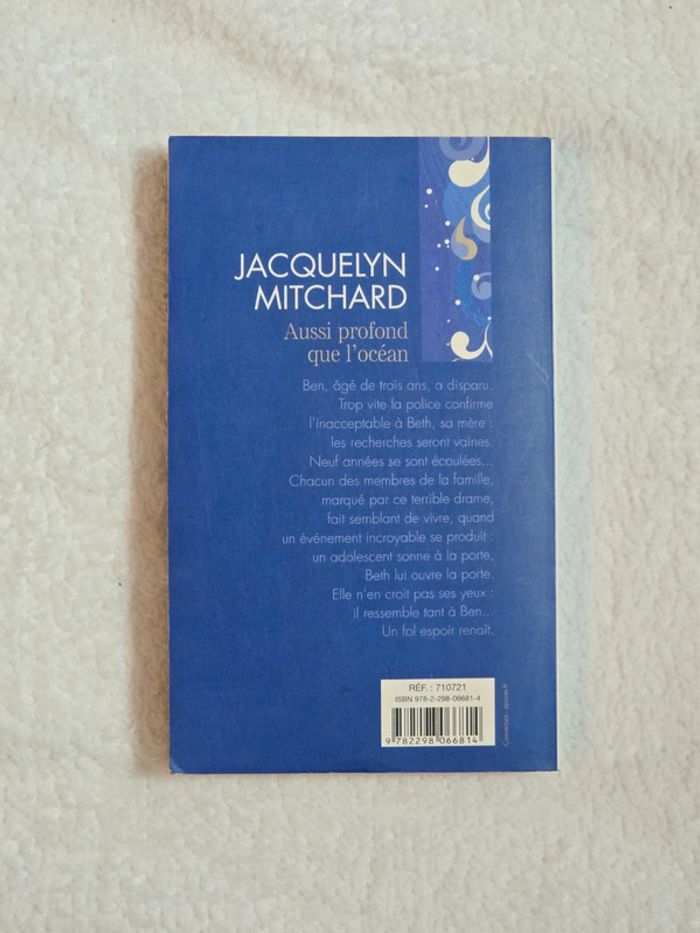 JACQUELYN
MITCHARD
Aussi profond
que l'océan
Ben, âgé de trois ans, a disparu.
Trop vite la police confirme
l'inacceptable à Beth, sa mère :
les recherches seront vaines.
Neuf années se sont écoulées...
Chacun des membres de la famille,
marqué par ce terrible drame,
fait semblant de vivre, quand
un événement incroyable se produit :
un adolescent sonne à la porte,
Beth lui ouvre la porte.
Elle n'en croit pas ses yeux :
il ressemble tant à Ben...
Un fol espoir renaît.
RÉF. : 710721
ISBN 978-2-298-06681-4
9 782298 066814
Couverture :